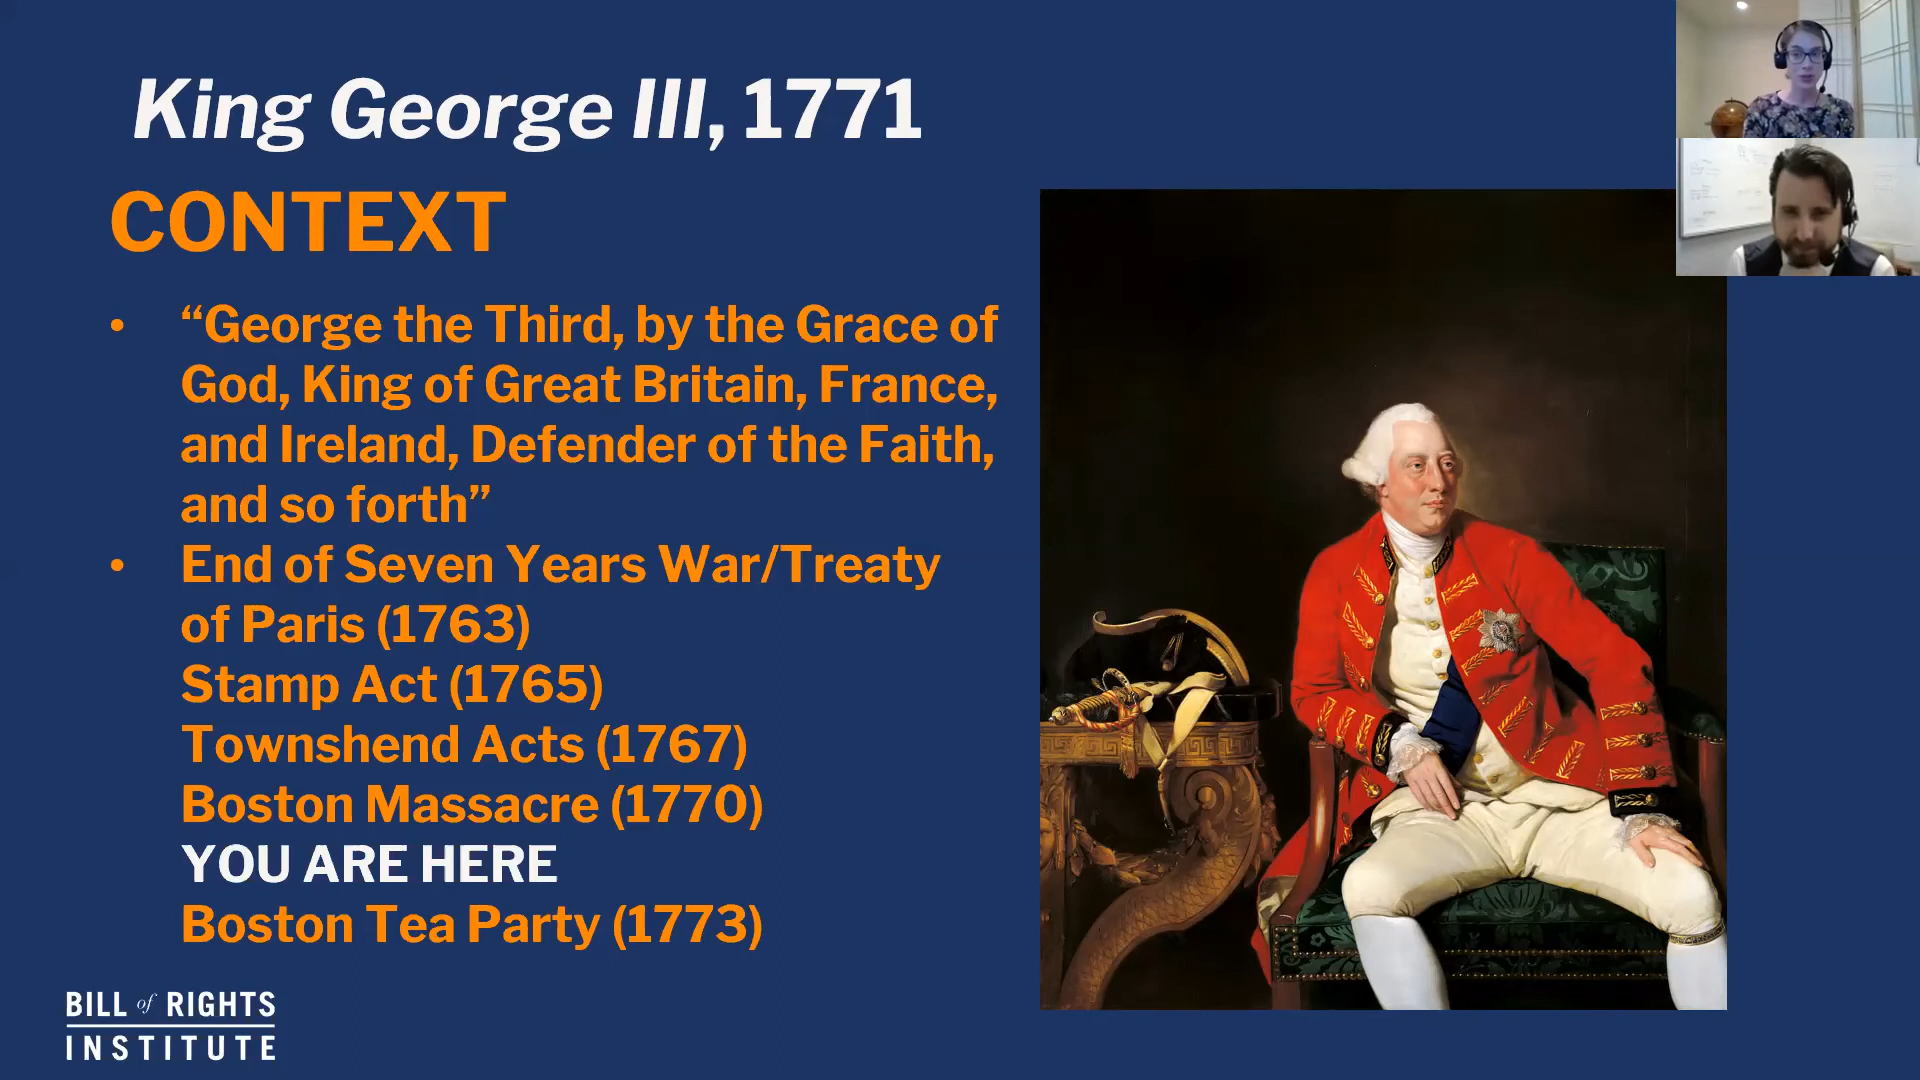 King George III, 1771
CONTEXT
• “George the Third, by the Grace of
God, King of Great Britain, France,
and Ireland, Defender of the Faith,
and so forth”
• End of Seven Years War/Treaty
of Paris (1763)
Stamp Act (1765)
Townshend Acts (1767)
Boston Massacre (1770)
YOU ARE HERE
Boston Tea Party (1773)
BILL of RIGHTS
INSTITUTE